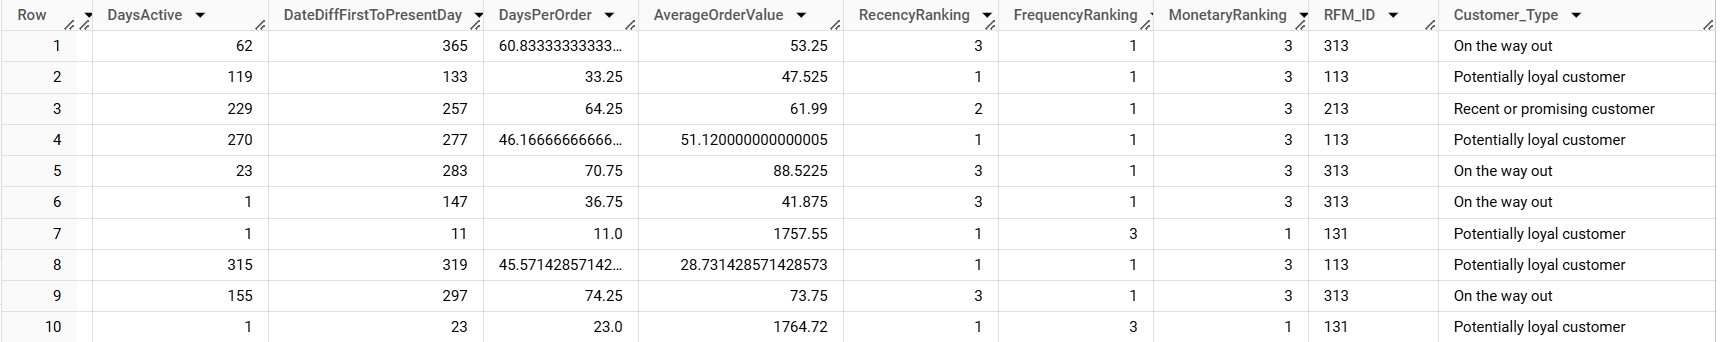 Row DaysActive DateDiffFirstToPresentDay DaysPerOrder AverageOrderValue RecencyRanking FrequencyRanking MonetaryRanking RFM_ID Customer_Type
1 62 365 60.83333333333... 53.25 3 1 3 313 On the way out
2 119 133 33.25 47.525 1 1 3 113 Potentially loyal customer
3 229 257 64.25 61.99 2 1 3 213 Recent or promising customer
4 270 277 46.16666666666... 51.120000000000005 1 1 3 113 Potentially loyal customer
5 23 283 70.75 88.5225 3 1 3 313 On the way out
6 1 147 36.75 41.875 3 1 3 313 On the way out
7 1 11 11.0 1757.55 1 3 1 131 Potentially loyal customer
8 315 319 45.57142857142... 28.731428571428573 1 1 3 113 Potentially loyal customer
9 155 297 74.25 73.75 3 1 3 313 On the way out
10 1 23 23.0 1764.72 1 3 1 131 Potentially loyal customer